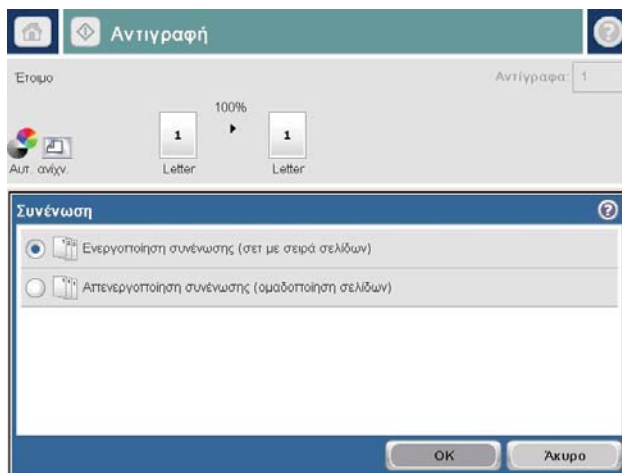 Αντιγραφή
Έτοιμο
Αντίγραφα: 1
100%
1 1
Αυτ. ανίχν. Letter Letter
Συνένωση
Ενεργοποίηση συνένωσης (σετ με σειρά σελίδων)
Απενεργοποίηση συνένωσης (ομαδοποίηση σελίδων)
OK Άκυρο